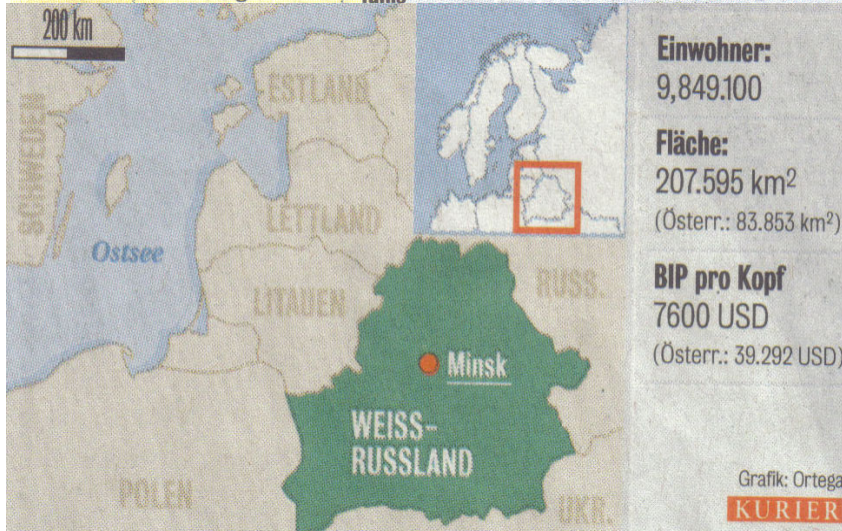 200 km
ESTLAND
SCHWEDEN
LETTLAND
Ostsee
LITAUEN
RUSS.
Minsk
WEISS-
RUSSLAND
POLEN
UKR.
Einwohner:
9,849.100
Fläche:
207.595 km²
(Österr.: 83.853 km²)
BIP pro Kopf
7600 USD
(Österr.: 39.292 USD)
Grafik: Ortega
KURIER